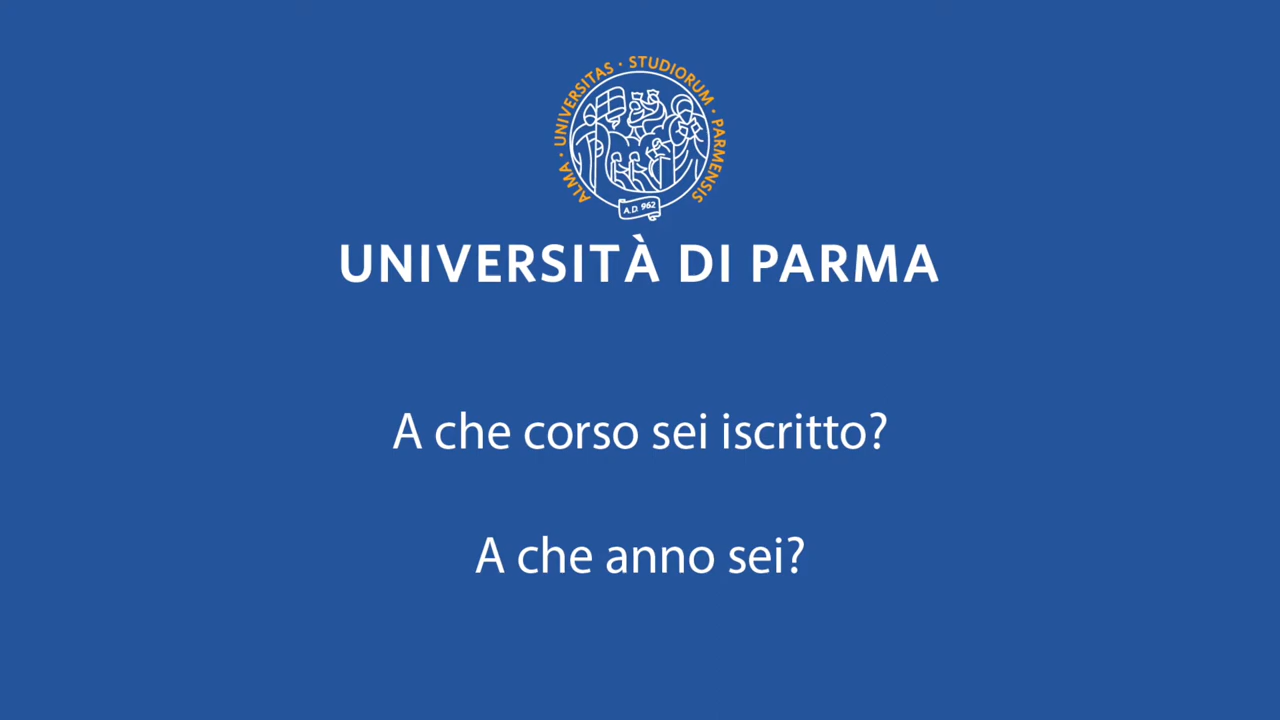 ALMA · UNIVERSITAS · STUDIORUM · PARMENSIS
A.D. 962
UNIVERSITÀ DI PARMA
A che corso sei iscritto?
A che anno sei?